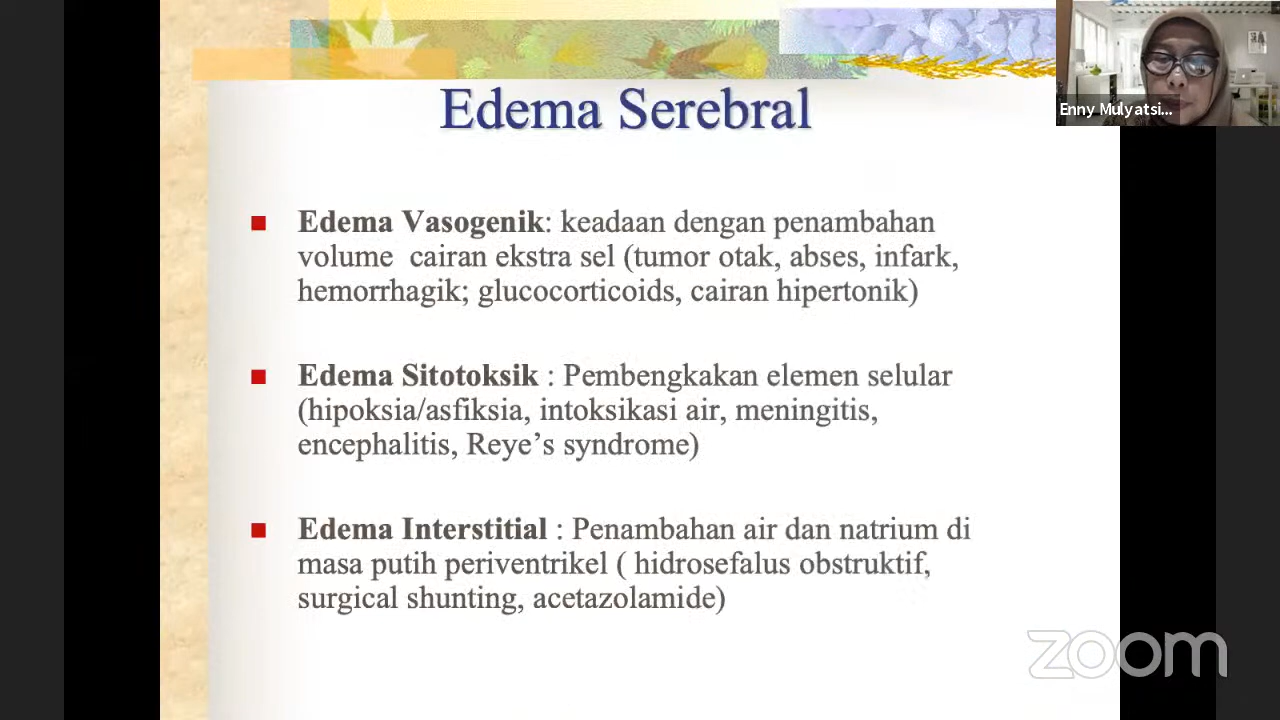 Edema Serebral
Enny Mulyatsi...
Edema Vasogenik: keadaan dengan penambahan
volume cairan ekstra sel (tumor otak, abses, infark,
hemorrhagik; glucocorticoids, cairan hipertonik)
Edema Sitotoksik : Pembengkakan elemen selular
(hipoksia/asfiksia, intoksikasi air, meningitis,
encephalitis, Reye’s syndrome)
Edema Interstitial : Penambahan air dan natrium di
masa putih periventrikel ( hidrosefalus obstruktif,
surgical shunting, acetazolamide)
zoom